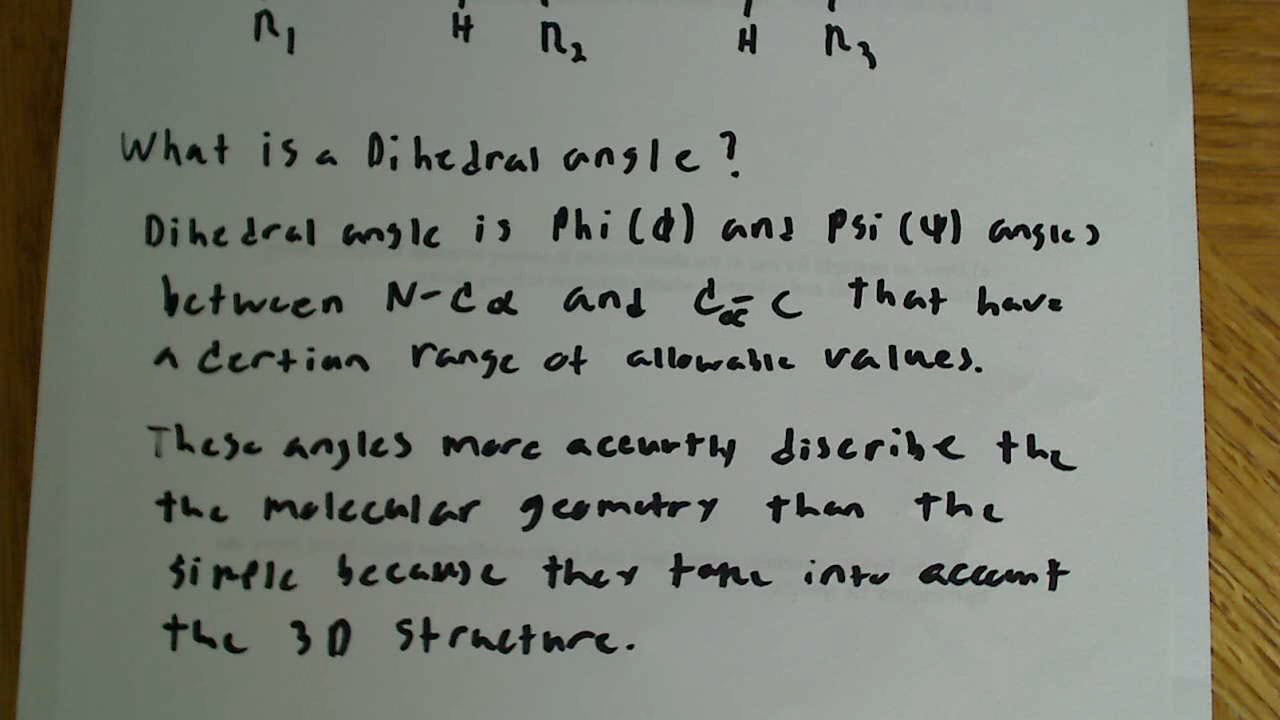 R1 H R2 H R3
What is a Dihedral angle?
Dihedral angle is Phi (ϕ) and Psi (ψ) angles
between N-Cα and Cα-C that have
a certian range of allowable values.
These angles more accurtly discribe the
the molecular geometry than the
simple because they take into account
the 3D structure.